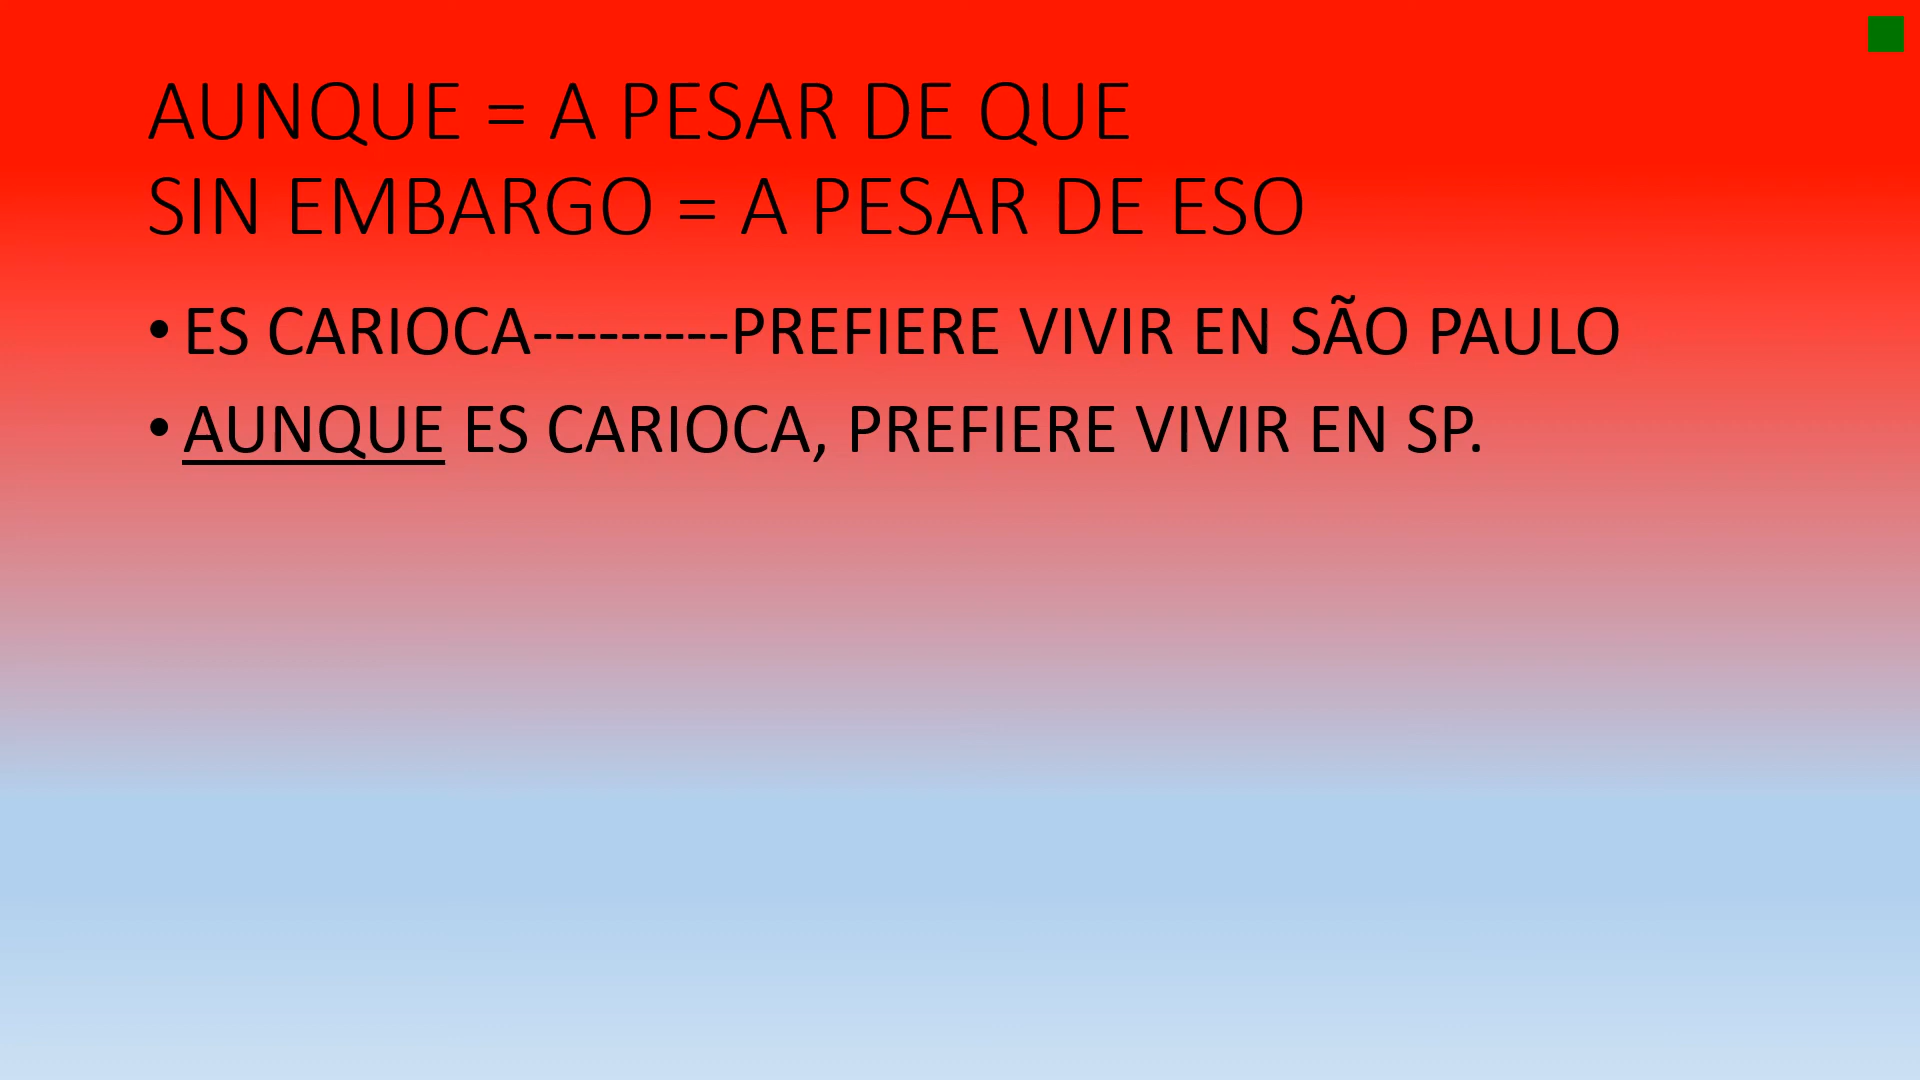 AUNQUE = A PESAR DE QUE
SIN EMBARGO = A PESAR DE ESO
• ES CARIOCA---------PREFIERE VIVIR EN SÃO PAULO
• AUNQUE ES CARIOCA, PREFIERE VIVIR EN SP.